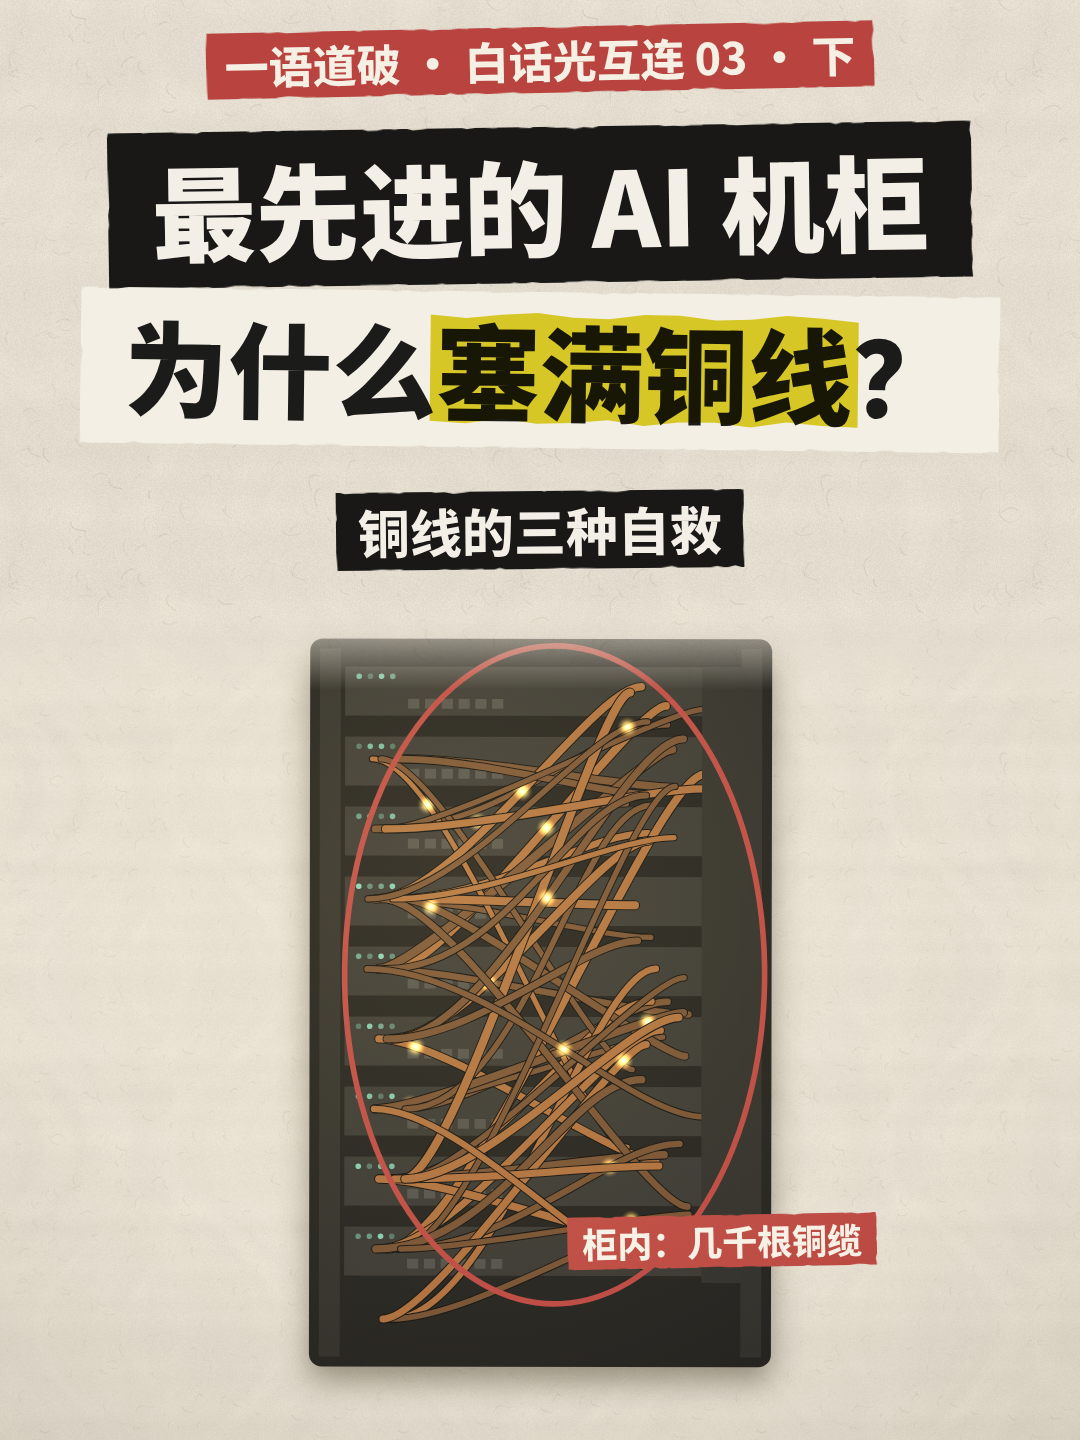 一语道破 · 白话光互连 03 · 下
最先进的 AI 机柜
为什么塞满铜线？
铜线的三种自救
柜内：几千根铜缆